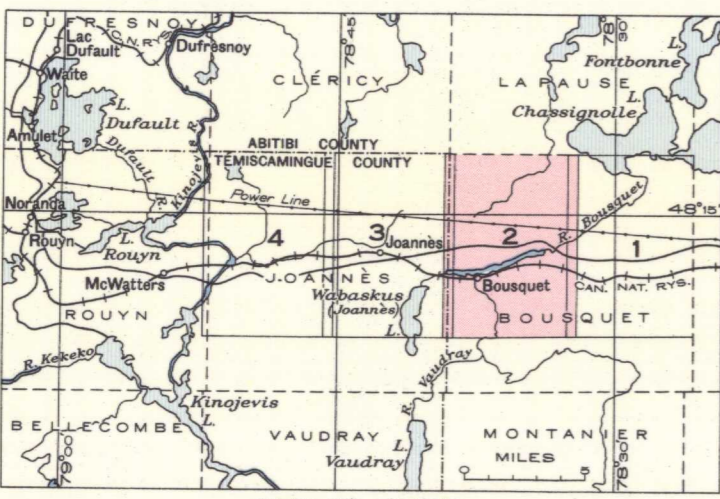 DUFRESNOY
C.N.R'S
Dufresnoy
Lac
Dufault
Waite
L.
Dufault
Amulet
Dufault R.
Kinojevis R.
CLÉRICY
78°45'
LAPAUSE
78°30'
L.
Fontbonne
L.
Chassignolle
ABITIBI COUNTY
TÉMISCAMINGUE COUNTY
Power Line
Noranda
Rouyn
L.
Rouyn
McWatters
ROUYN
4
3
2
1
Joannès
JOANNÈS
Wabaskus
(Joannès)
L.
R. Bousquet
48°15'
Bousquet
CAN. NAT. RYS.
BOUSQUET
R. Kekeko
Kinojevis
L.
BELLECOMBE
79°00'
VAUDRAY
R. Vaudray
L.
Vaudray
MONTANIER
MILES
0 5
78°30'